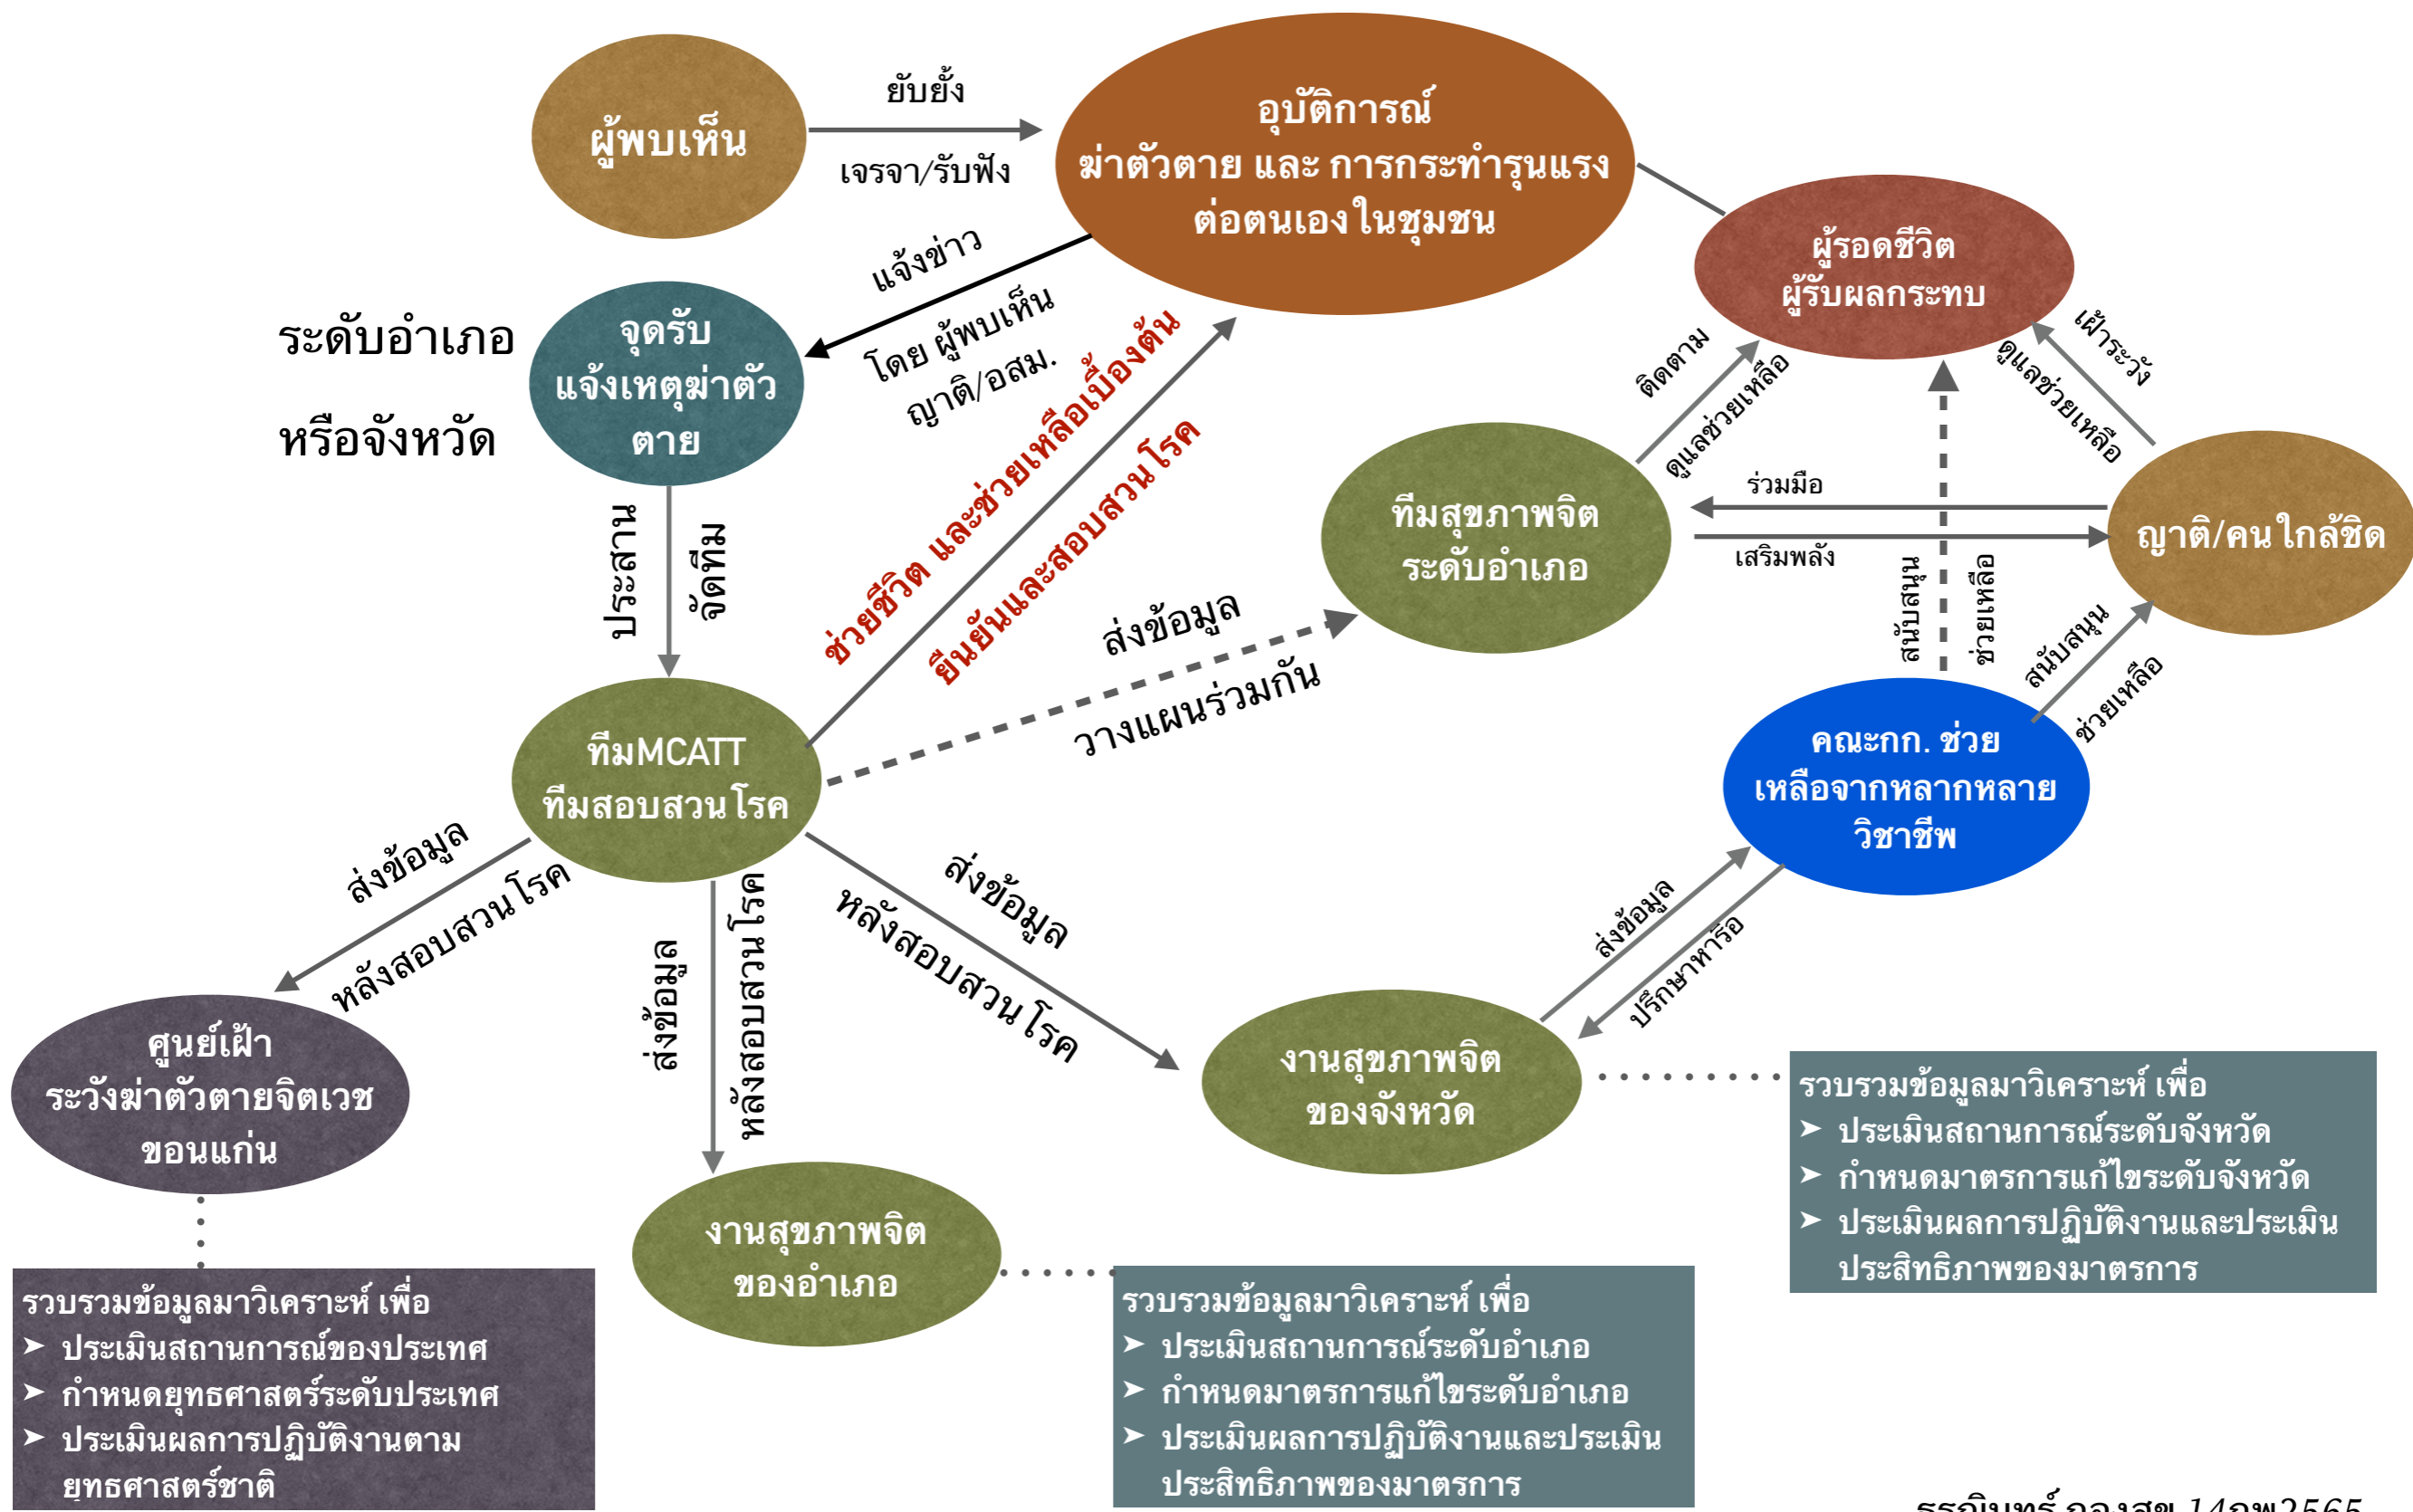 ผู้พบเห็น
ยับยั้ง
เจรจา/รับฟัง
อุบัติการณ์
ฆ่าตัวตาย และ การกระทำรุนแรง
ต่อตนเองในชุมชน
ผู้รอดชีวิต
ผู้รับผลกระทบ
แจ้งข่าว
โดย ผู้พบเห็น
ญาติ/อสม.
ระดับอำเภอ
หรือจังหวัด
จุดรับ
แจ้งเหตุฆ่าตัว
ตาย
ประสาน
จัดทีม
ช่วยชีวิต และช่วยเหลือเบื้องต้น
ยืนยันและสอบสวนโรค
ติดตาม
ดูแลช่วยเหลือ
เฝ้าระวัง
ดูแลช่วยเหลือ
ทีมสุขภาพจิต
ระดับอำเภอ
ร่วมมือ
เสริมพลัง
ญาติ/คนใกล้ชิด
สนับสนุน
ช่วยเหลือ
สนับสนุน
ช่วยเหลือ
ส่งข้อมูล
วางแผนร่วมกัน
ทีมMCATT
ทีมสอบสวนโรค
คณะกก. ช่วย
เหลือจากหลากหลาย
วิชาชีพ
ส่งข้อมูล
หลังสอบสวนโรค
ส่งข้อมูล
หลังสอบสวนโรค
ส่งข้อมูล
หลังสอบสวนโรค
ส่งข้อมูล
ปรึกษาหารือ
ศูนย์เฝ้า
ระวังฆ่าตัวตายจิตเวช
ขอนแก่น
งานสุขภาพจิต
ของจังหวัด
งานสุขภาพจิต
ของอำเภอ
รวบรวมข้อมูลมาวิเคราะห์ เพื่อ
➤ ประเมินสถานการณ์ระดับจังหวัด
➤ กำหนดมาตรการแก้ไขระดับจังหวัด
➤ ประเมินผลการปฏิบัติงานและประเมิน
ประสิทธิภาพของมาตรการ
รวบรวมข้อมูลมาวิเคราะห์ เพื่อ
➤ ประเมินสถานการณ์ของประเทศ
➤ กำหนดยุทธศาสตร์ระดับประเทศ
➤ ประเมินผลการปฏิบัติงานตาม
ยุทธศาสตร์ชาติ
รวบรวมข้อมูลมาวิเคราะห์ เพื่อ
➤ ประเมินสถานการณ์ระดับอำเภอ
➤ กำหนดมาตรการแก้ไขระดับอำเภอ
➤ ประเมินผลการปฏิบัติงานและประเมิน
ประสิทธิภาพของมาตรการ
ธรณินทร์ กองสุข 14กพ2565